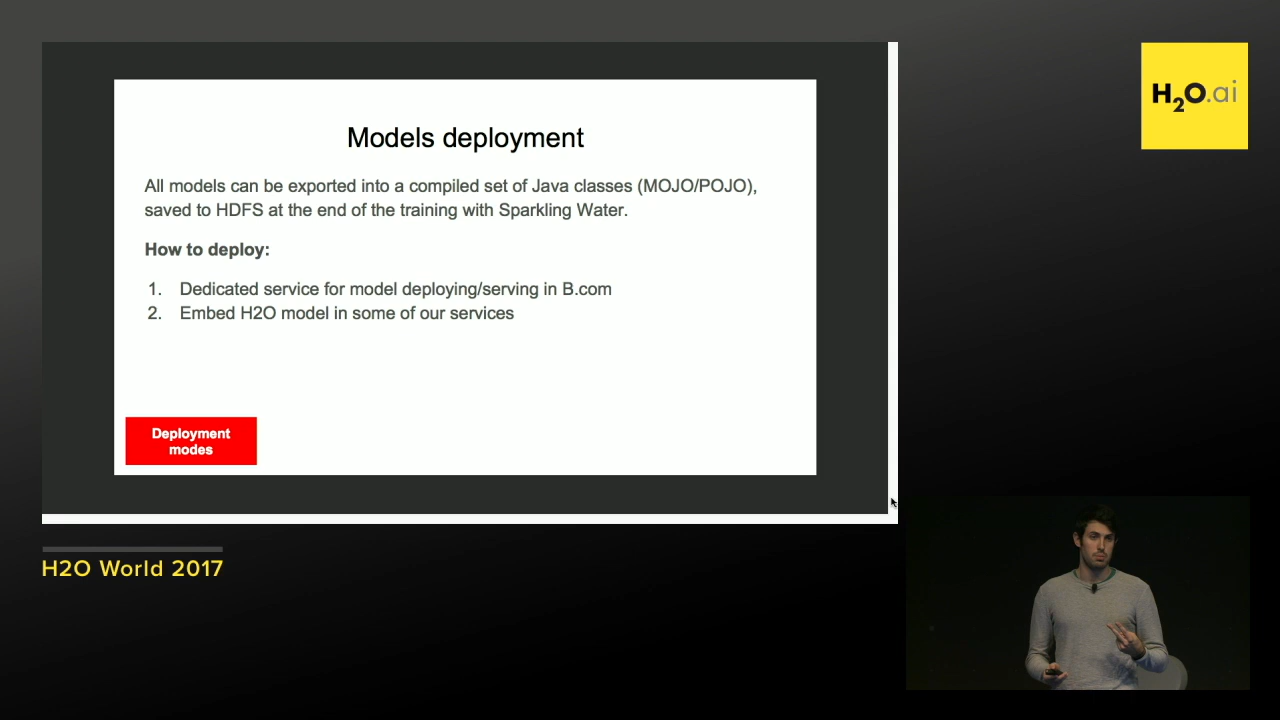 H2O.ai
Models deployment
All models can be exported into a compiled set of Java classes (MOJO/POJO),
saved to HDFS at the end of the training with Sparkling Water.
How to deploy:
1. Dedicated service for model deploying/serving in B.com
2. Embed H2O model in some of our services
Deployment
modes
H2O World 2017